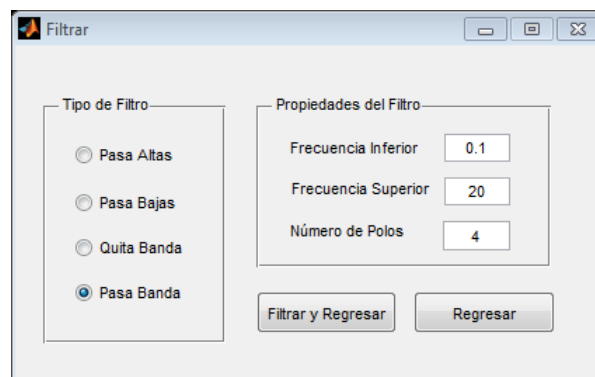 Filtrar
Tipo de Filtro
Pasa Altas
Pasa Bajas
Quita Banda
Pasa Banda
Propiedades del Filtro
Frecuencia Inferior 0.1
Frecuencia Superior 20
Número de Polos 4
Filtrar y Regresar
Regresar